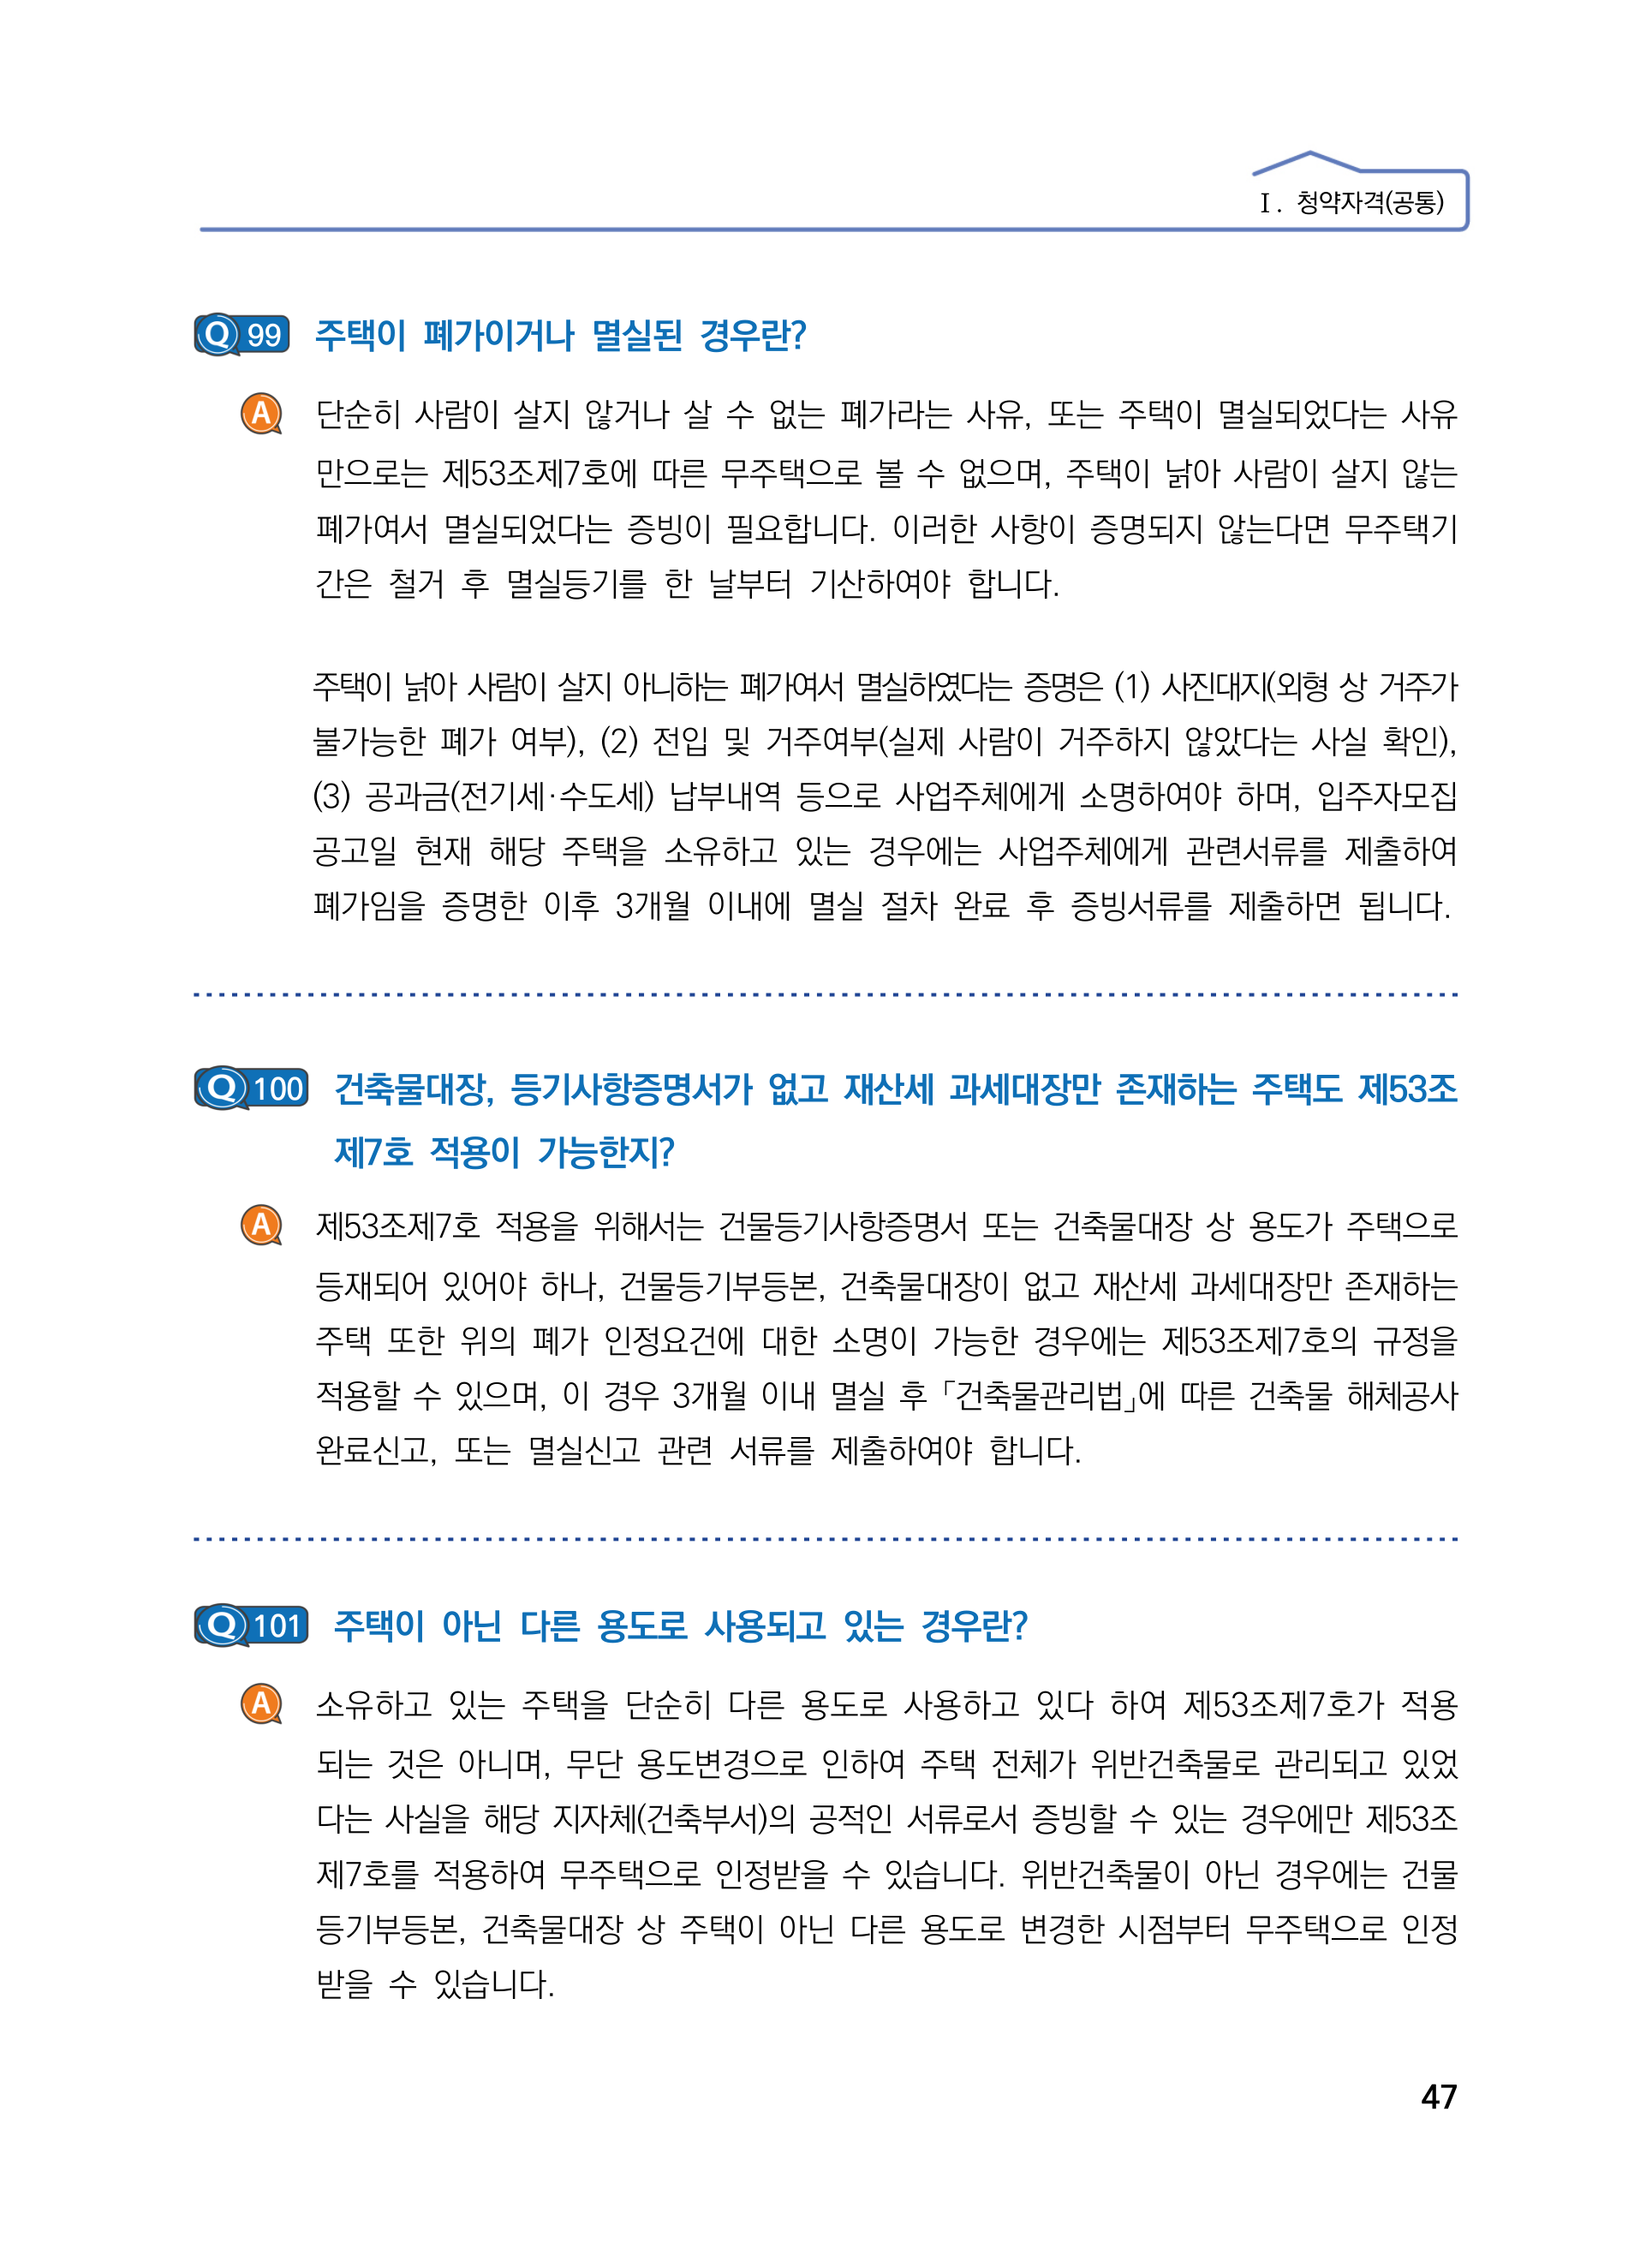 Ⅰ. 청약자격(공통)
Q 99 주택이 폐가이거나 멸실된 경우란?
A 단순히 사람이 살지 않거나 살 수 없는 폐가라는 사유, 또는 주택이 멸실되었다는 사유
만으로는 제53조제7호에 따른 무주택으로 볼 수 없으며, 주택이 낡아 사람이 살지 않는
폐가여서 멸실되었다는 증빙이 필요합니다. 이러한 사항이 증명되지 않는다면 무주택기
간은 철거 후 멸실등기를 한 날부터 기산하여야 합니다.
주택이 낡아 사람이 살지 아니하는 폐가여서 멸실하였다는 증명은 (1) 사진대지(외형 상 거주가
불가능한 폐가 여부), (2) 전입 및 거주여부(실제 사람이 거주하지 않았다는 사실 확인),
(3) 공과금(전기세·수도세) 납부내역 등으로 사업주체에게 소명하여야 하며, 입주자모집
공고일 현재 해당 주택을 소유하고 있는 경우에는 사업주체에게 관련서류를 제출하여
폐가임을 증명한 이후 3개월 이내에 멸실 절차 완료 후 증빙서류를 제출하면 됩니다.
Q 100 건축물대장, 등기사항증명서가 없고 재산세 과세대장만 존재하는 주택도 제53조
제7호 적용이 가능한지?
A 제53조제7호 적용을 위해서는 건물등기사항증명서 또는 건축물대장 상 용도가 주택으로
등재되어 있어야 하나, 건물등기부등본, 건축물대장이 없고 재산세 과세대장만 존재하는
주택 또한 위의 폐가 인정요건에 대한 소명이 가능한 경우에는 제53조제7호의 규정을
적용할 수 있으며, 이 경우 3개월 이내 멸실 후 「건축물관리법」에 따른 건축물 해체공사
완료신고, 또는 멸실신고 관련 서류를 제출하여야 합니다.
Q 101 주택이 아닌 다른 용도로 사용되고 있는 경우란?
A 소유하고 있는 주택을 단순히 다른 용도로 사용하고 있다 하여 제53조제7호가 적용
되는 것은 아니며, 무단 용도변경으로 인하여 주택 전체가 위반건축물로 관리되고 있었
다는 사실을 해당 지자체(건축부서)의 공적인 서류로서 증빙할 수 있는 경우에만 제53조
제7호를 적용하여 무주택으로 인정받을 수 있습니다. 위반건축물이 아닌 경우에는 건물
등기부등본, 건축물대장 상 주택이 아닌 다른 용도로 변경한 시점부터 무주택으로 인정
받을 수 있습니다.
47